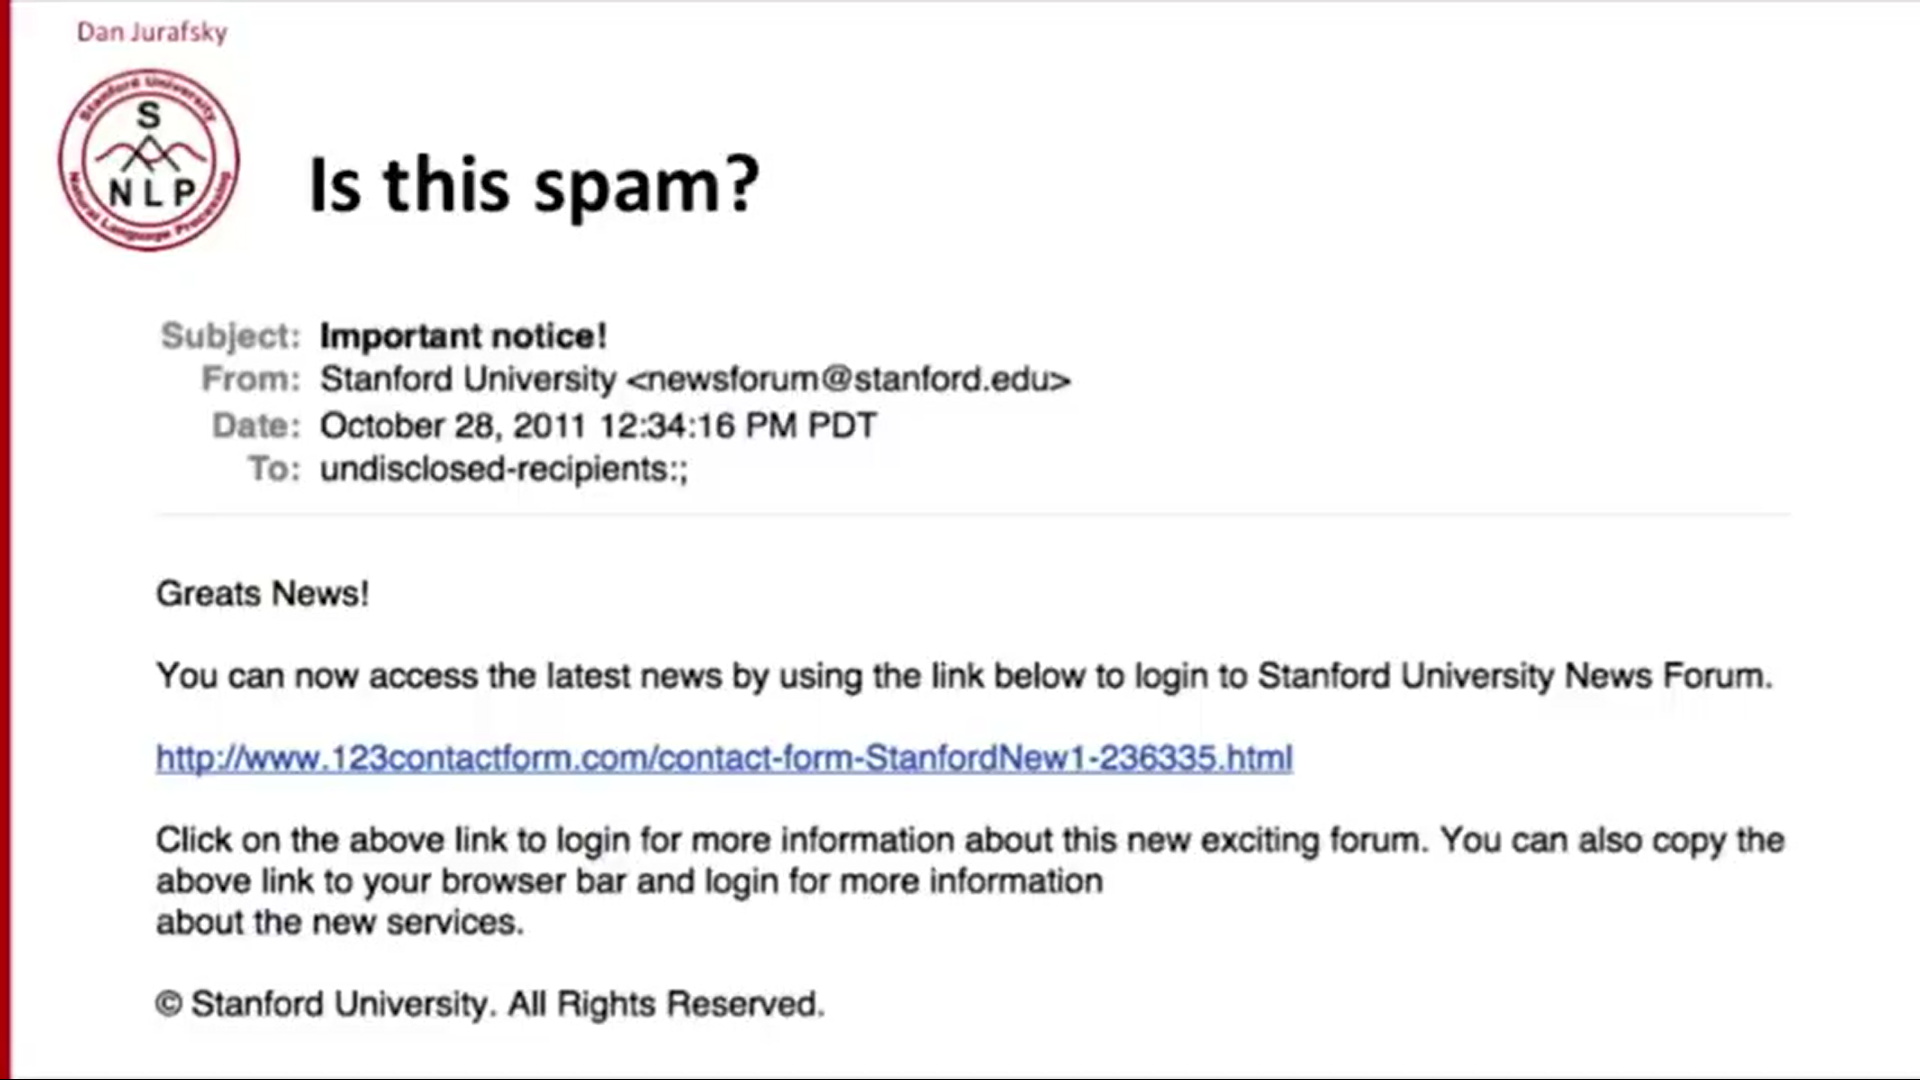 Dan Jurafsky
Stanford University
S
NLP
Natural Language Processing
Is this spam?
Subject: Important notice!
From: Stanford University <newsforum@stanford.edu>
Date: October 28, 2011 12:34:16 PM PDT
To: undisclosed-recipients:;
Greats News!
You can now access the latest news by using the link below to login to Stanford University News Forum.
http://www.123contactform.com/contact-form-StanfordNew1-236335.html
Click on the above link to login for more information about this new exciting forum. You can also copy the
above link to your browser bar and login for more information
about the new services.
© Stanford University. All Rights Reserved.